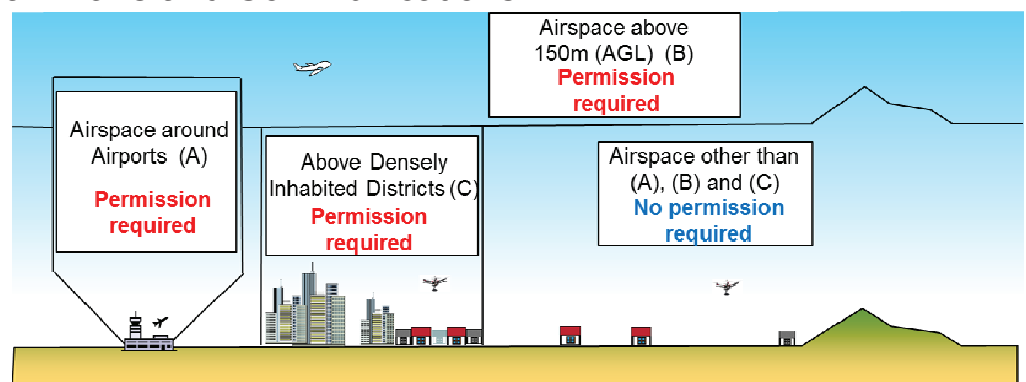 Airspace above
150m (AGL) (B)
Permission
required
Airspace around
Airports (A)
Permission
required
Above Densely
Inhabited Districts (C)
Permission
required
Airspace other than
(A), (B) and (C)
No permission
required